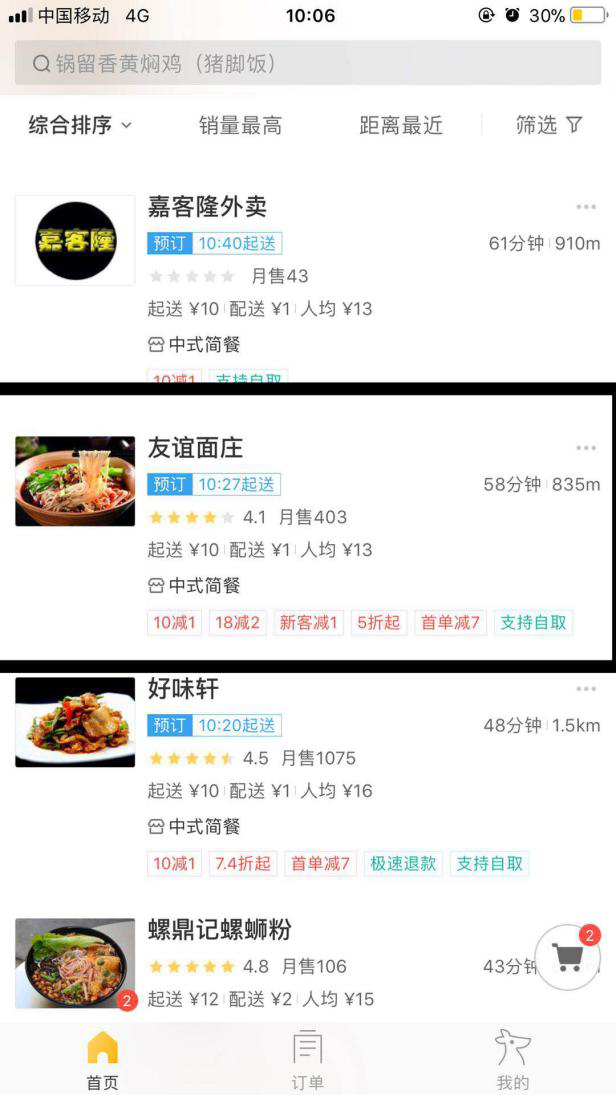 中国移动 4G 10:06 30%
锅留香黄焖鸡（猪脚饭）
综合排序 销量最高 距离最近 筛选
嘉客隆
嘉客隆外卖
预订 10:40起送 61分钟 910m
月售43
起送 ¥10 配送 ¥1 人均 ¥13
中式简餐
10减1 支持自取
友谊面庄
预订 10:27起送 58分钟 835m
4.1 月售403
起送 ¥10 配送 ¥1 人均 ¥13
中式简餐
10减1 18减2 新客减1 5折起 首单减7 支持自取
好味轩
预订 10:20起送 48分钟 1.5km
4.5 月售1075
起送 ¥10 配送 ¥1 人均 ¥16
中式简餐
10减1 7.4折起 首单减7 极速退款 支持自取
螺鼎记螺蛳粉
2
4.8 月售106 43分钟
2 起送 ¥12 配送 ¥2 人均 ¥15
首页 订单 我的